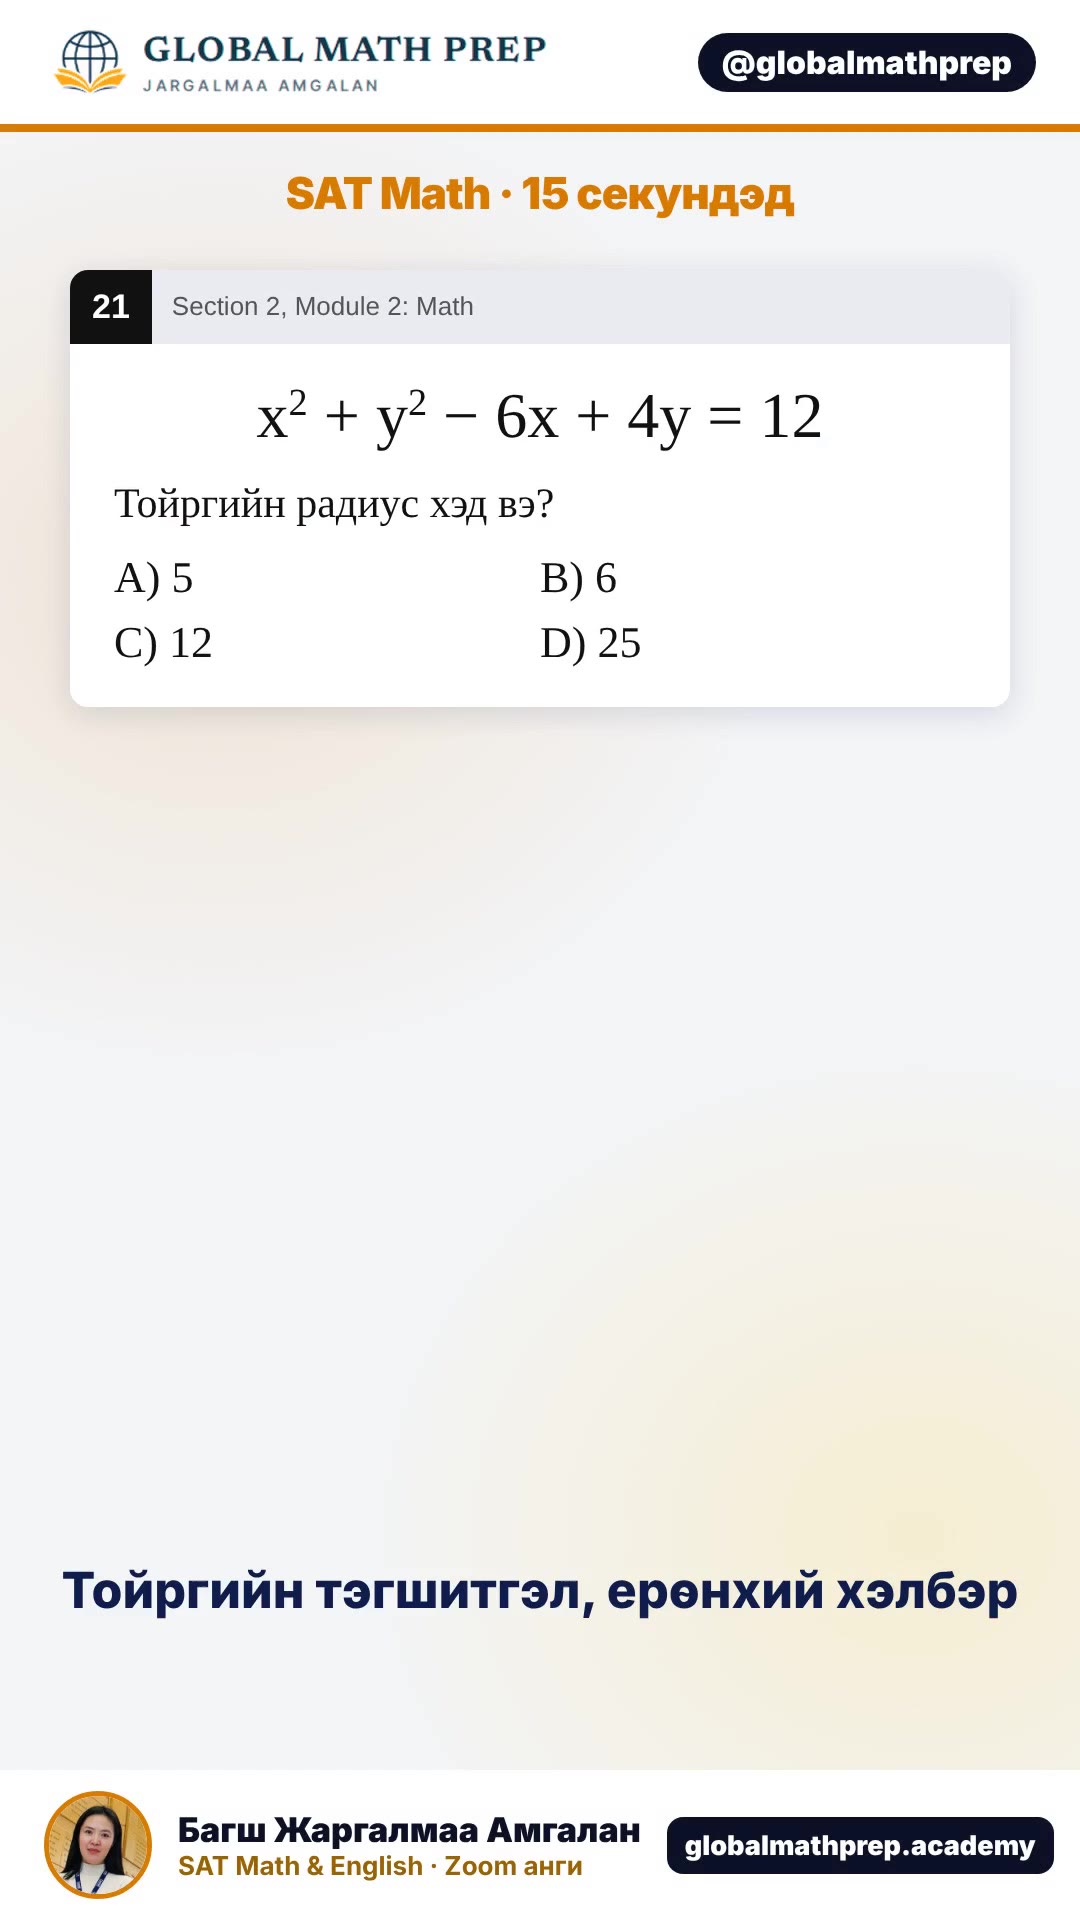 GLOBAL MATH PREP
JARGALMAA AMGALAN
@globalmathprep
SAT Math · 15 секундэд
21
Section 2, Module 2: Math
x² + y² − 6x + 4y = 12
Тойргийн радиус хэд вэ?
A) 5
B) 6
C) 12
D) 25
Тойргийн тэгшитгэл, ерөнхий хэлбэр
Багш Жаргалмаа Амгалан
SAT Math & English · Zoom анги
globalmathprep.academy